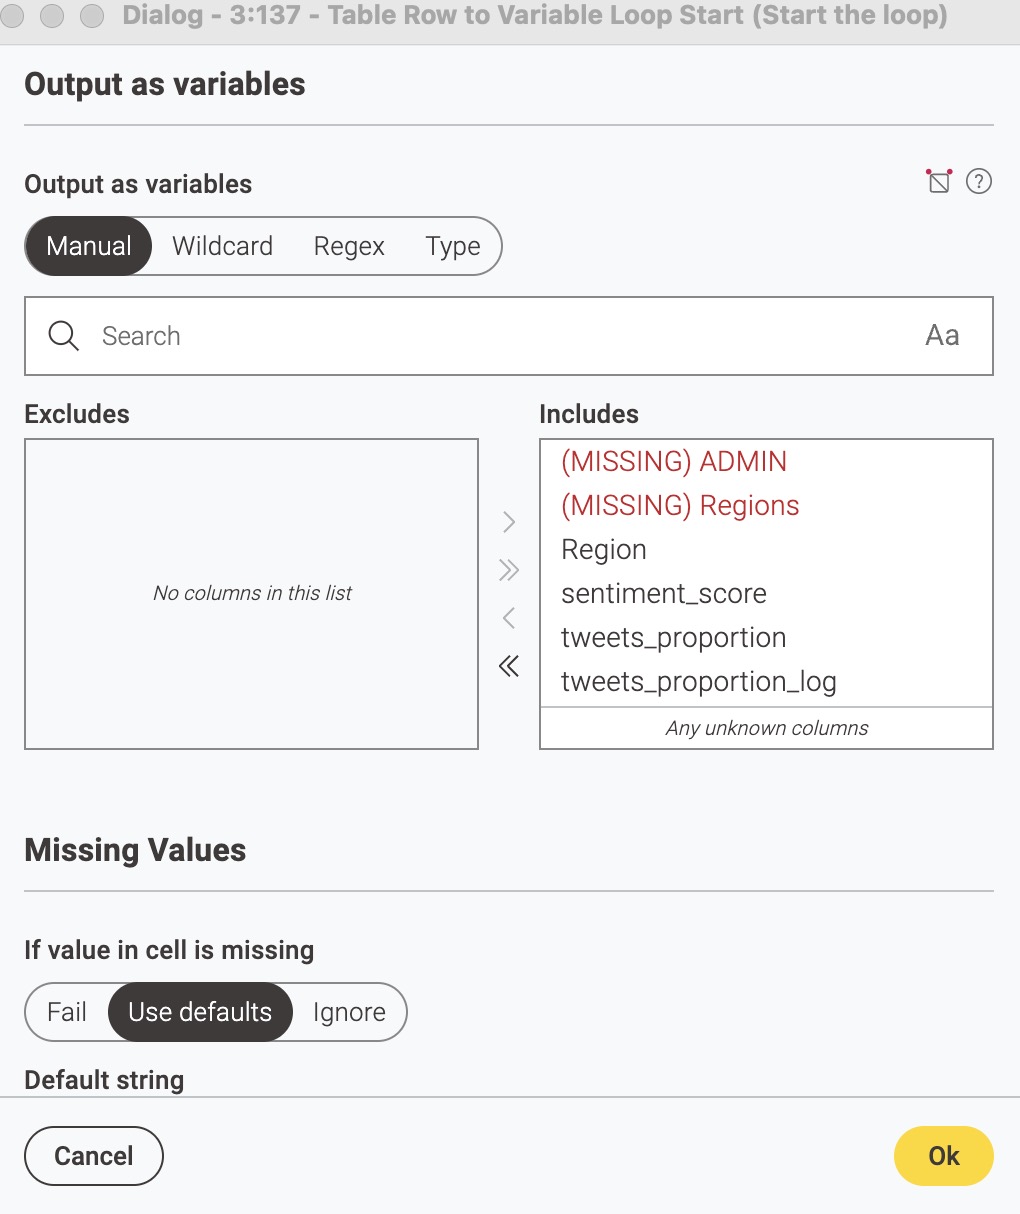 Dialog - 3:137 - Table Row to Variable Loop Start (Start the loop)
Output as variables
Output as variables
?
Manual Wildcard Regex Type
Search Aa
Excludes Includes
No columns in this list
(MISSING) ADMIN
(MISSING) Regions
Region
sentiment_score
tweets_proportion
tweets_proportion_log
Any unknown columns
Missing Values
If value in cell is missing
Fail Use defaults Ignore
Default string
Cancel Ok